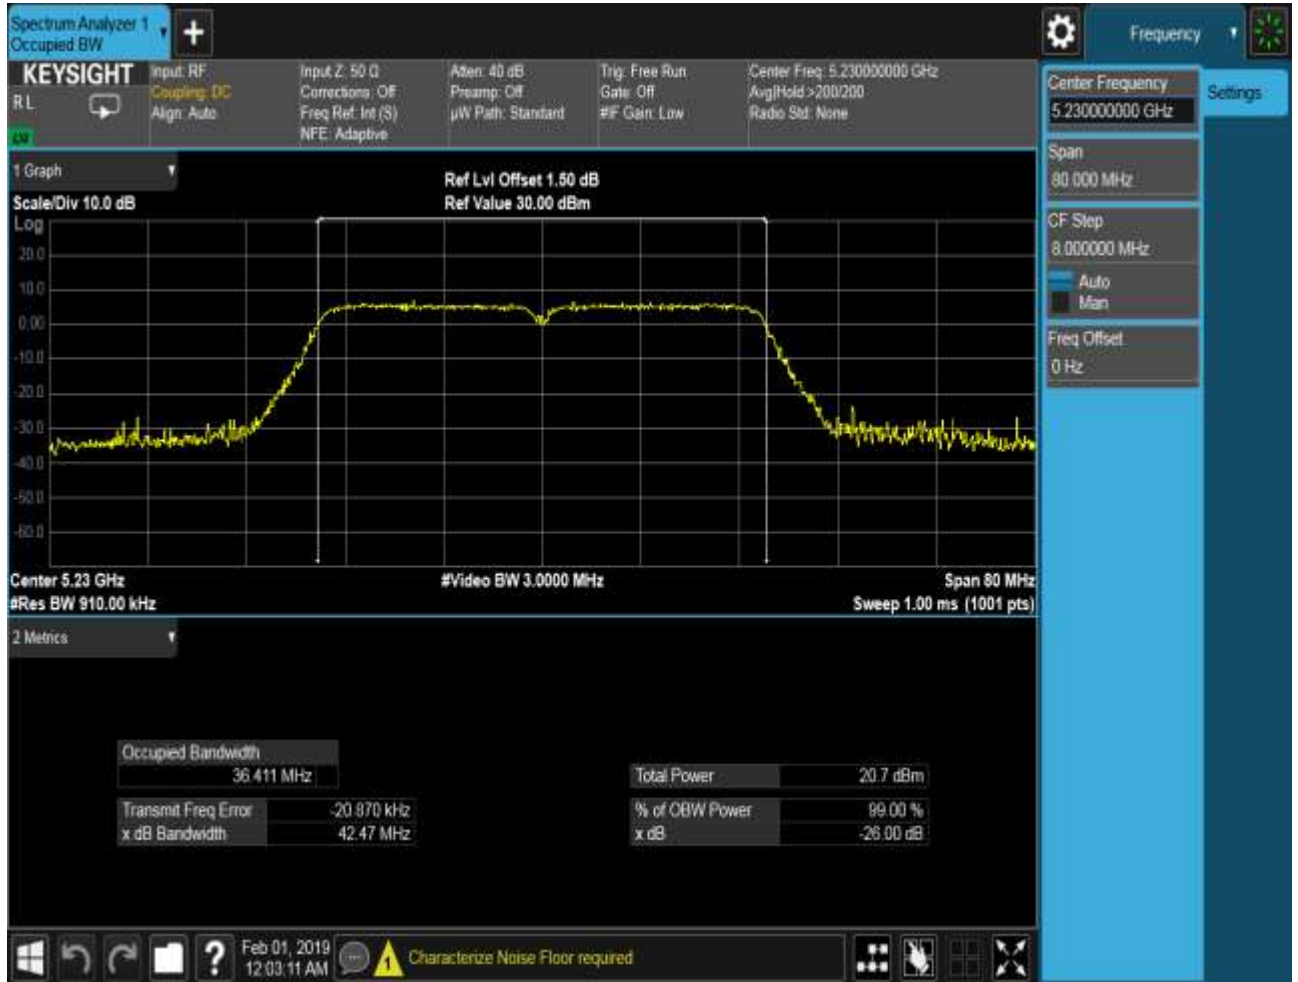 Spectrum Analyzer 1
Occupied BW
+
Frequency
KEYSIGHT
R L
Input: RF
Coupling: DC
Align: Auto
Input Z: 50 Ω
Corrections: Off
Freq Ref: Int (S)
NFE: Adaptive
Atten: 40 dB
Preamp: Off
µW Path: Standard
Trig: Free Run
Gate: Off
#IF Gain: Low
Center Freq: 5.230000000 GHz
Avg|Hold:>200/200
Radio Std: None
Center Frequency
5.230000000 GHz
Settings
Span
80.000 MHz
CF Step
8.000000 MHz
Auto
Man
Freq Offset
0 Hz
1 Graph
Scale/Div 10.0 dB
Ref Lvl Offset 1.50 dB
Ref Value 30.00 dBm
Log
20.0
10.0
0.00
-10.0
-20.0
-30.0
-40.0
-50.0
-60.0
Center 5.23 GHz
#Video BW 3.0000 MHz
Span 80 MHz
#Res BW 910.00 kHz
Sweep 1.00 ms (1001 pts)
2 Metrics
Occupied Bandwidth
36.411 MHz
Transmit Freq Error -20.870 kHz
x dB Bandwidth 42.47 MHz
Total Power 20.7 dBm
% of OBW Power 99.00 %
x dB -26.00 dB
?
Feb 01, 2019
12:03:11 AM
1
Characterize Noise Floor required